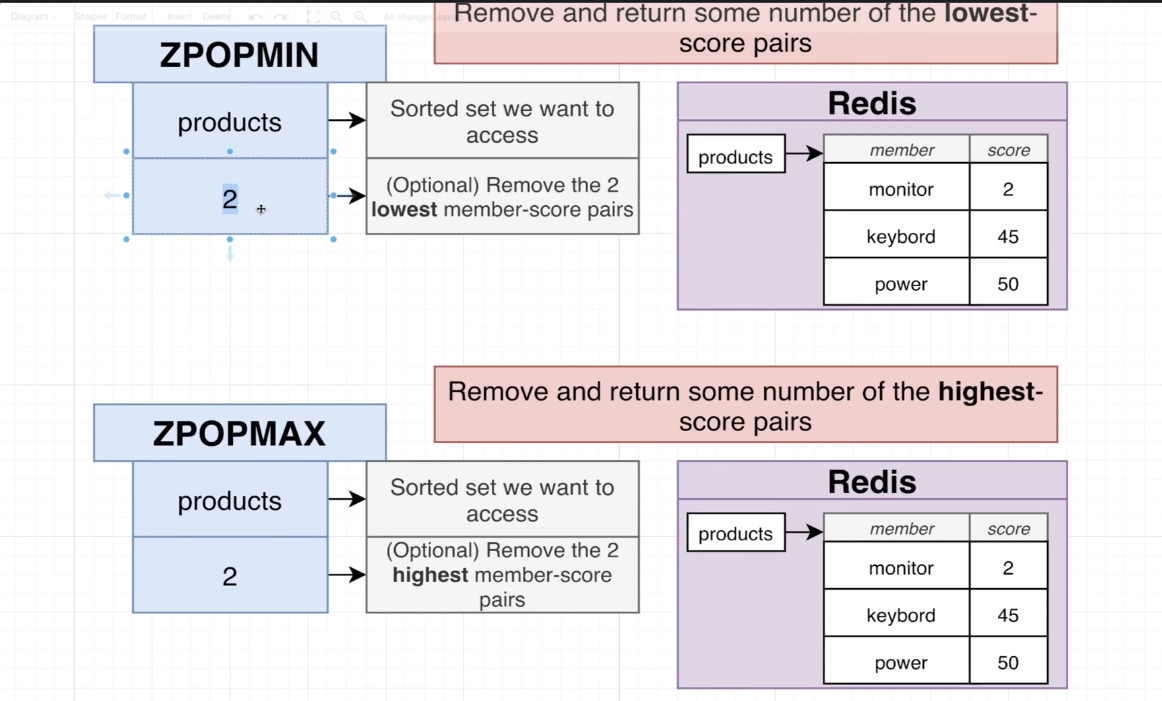 Diagram
Shapes
Format
Insert
Delete
Remove and return some number of the lowest-
score pairs
ZPOPMIN
products
Sorted set we want to
access
2
(Optional) Remove the 2
lowest member-score pairs
Redis
products
member
score
monitor
2
keybord
45
power
50
Remove and return some number of the highest-
score pairs
ZPOPMAX
products
Sorted set we want to
access
2
(Optional) Remove the 2
highest member-score
pairs
Redis
products
member
score
monitor
2
keybord
45
power
50